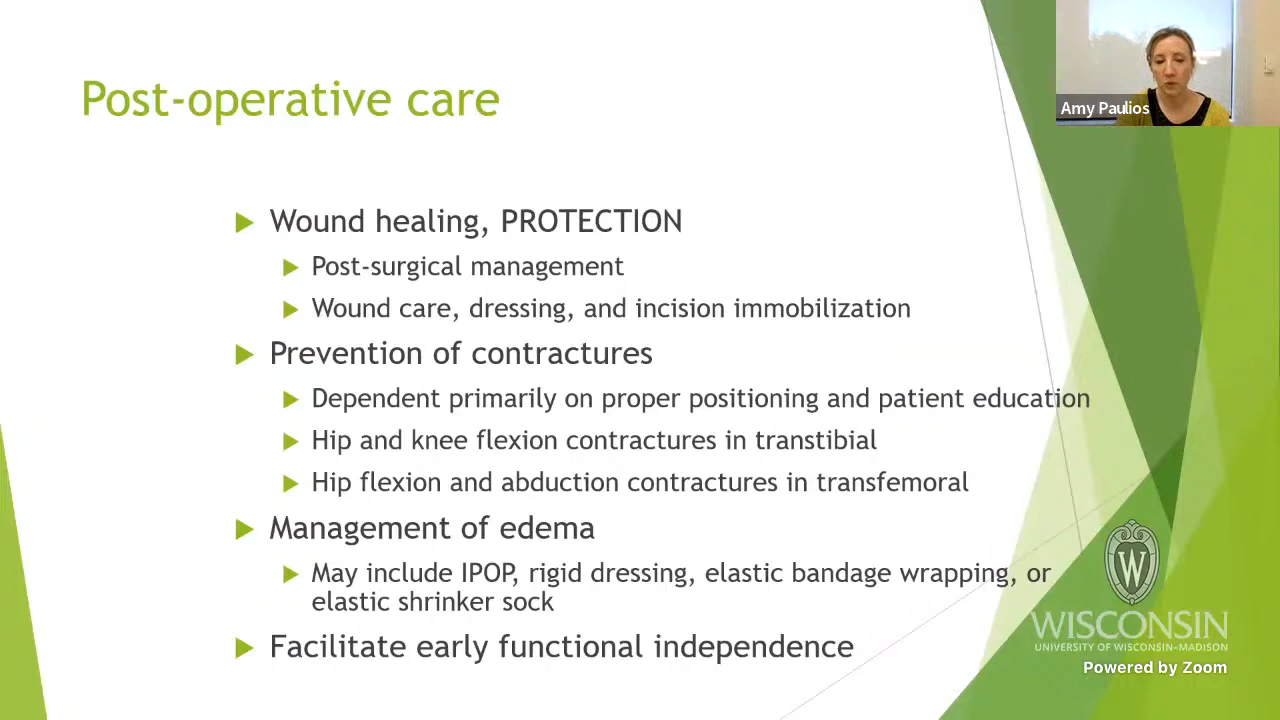 Post-operative care
Amy Paulios
Wound healing, PROTECTION
Post-surgical management
Wound care, dressing, and incision immobilization
Prevention of contractures
Dependent primarily on proper positioning and patient education
Hip and knee flexion contractures in transtibial
Hip flexion and abduction contractures in transfemoral
Management of edema
May include IPOP, rigid dressing, elastic bandage wrapping, or
elastic shrinker sock
Facilitate early functional independence
W
WISCONSIN
UNIVERSITY OF WISCONSIN–MADISON
Powered by Zoom